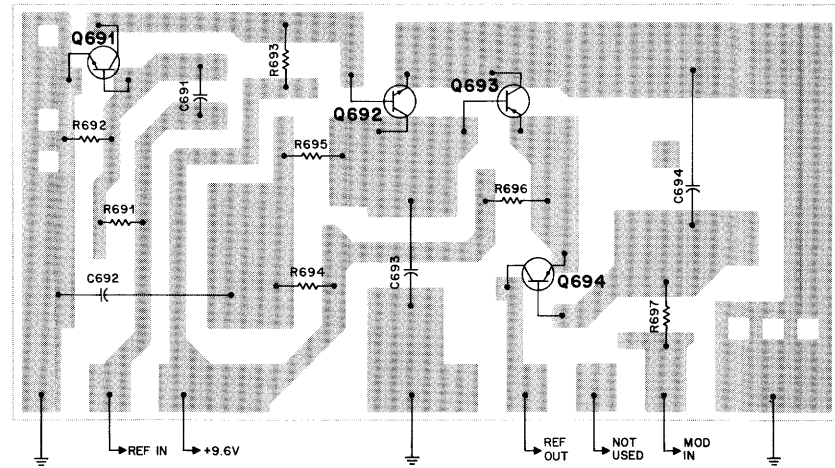 Q691
R693
C691
Q692
Q693
R692
R695
R696
C694
R691
C693
C692
R694
Q694
R697
REF IN
+9.6V
REF
OUT
NOT
USED
MOD
IN